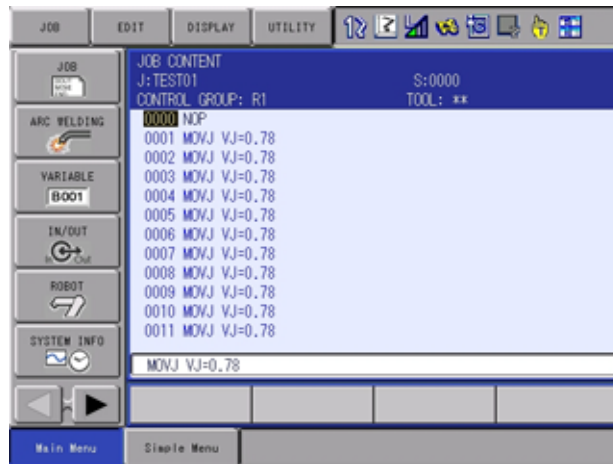 JOB EDIT DISPLAY UTILITY
JOB
ARC WELDING
VARIABLE
B001
IN/OUT
In Out
ROBOT
SYSTEM INFO
JOB CONTENT
J:TEST01 S:0000
CONTROL GROUP: R1 TOOL: **
0000 NOP
0001 MOVJ VJ=0.78
0002 MOVJ VJ=0.78
0003 MOVJ VJ=0.78
0004 MOVJ VJ=0.78
0005 MOVJ VJ=0.78
0006 MOVJ VJ=0.78
0007 MOVJ VJ=0.78
0008 MOVJ VJ=0.78
0009 MOVJ VJ=0.78
0010 MOVJ VJ=0.78
0011 MOVJ VJ=0.78
MOVJ VJ=0.78
Main Menu Simple Menu